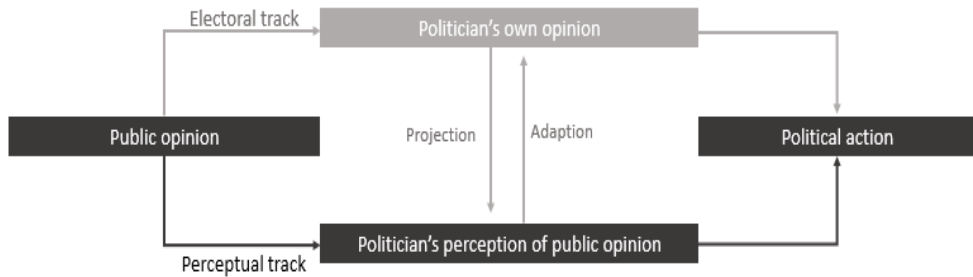 Electoral track
Politician's own opinion
Public opinion
Projection
Adaption
Political action
Politician's perception of public opinion
Perceptual track